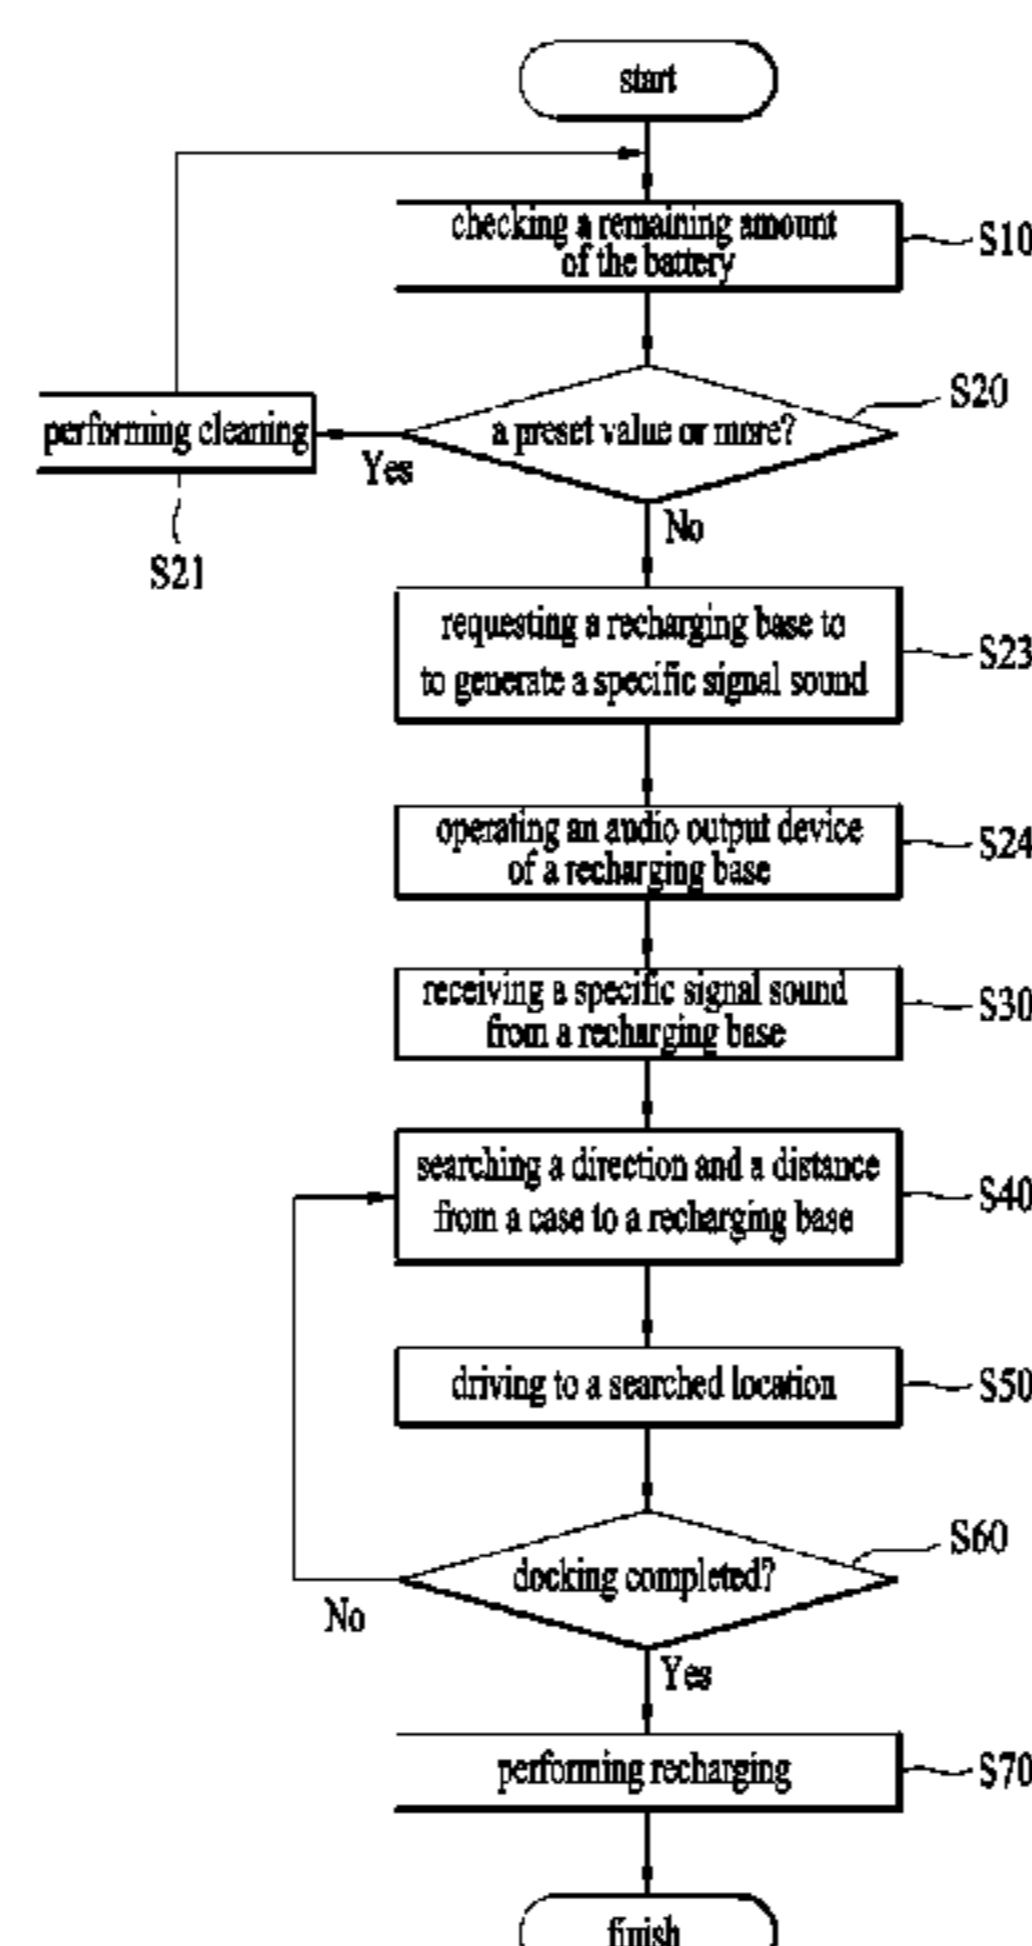 start
checking a remaining amount
of the battery
S10
a preset value or more?
S20
performing cleaning
Yes
No
S21
requesting a recharging base to
to generate a specific signal sound
S23
operating an audio output device
of a recharging base
S24
receiving a specific signal sound
from a recharging base
S30
searching a direction and a distance
from a case to a recharging base
S40
driving to a searched location
S50
docking completed?
S60
No
Yes
performing recharging
S70
finish